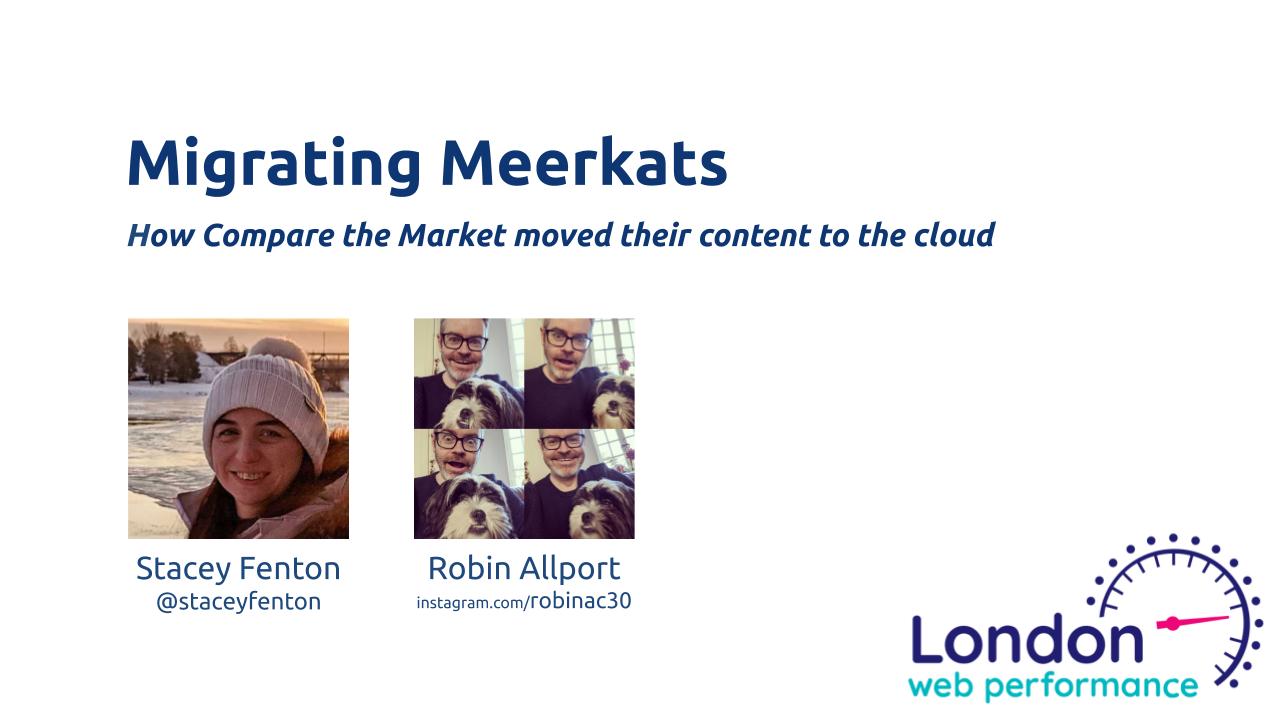 Migrating Meerkats
How Compare the Market moved their content to the cloud
Stacey Fenton
@staceyfenton
Robin Allport
instagram.com/robinac30
London
web performance